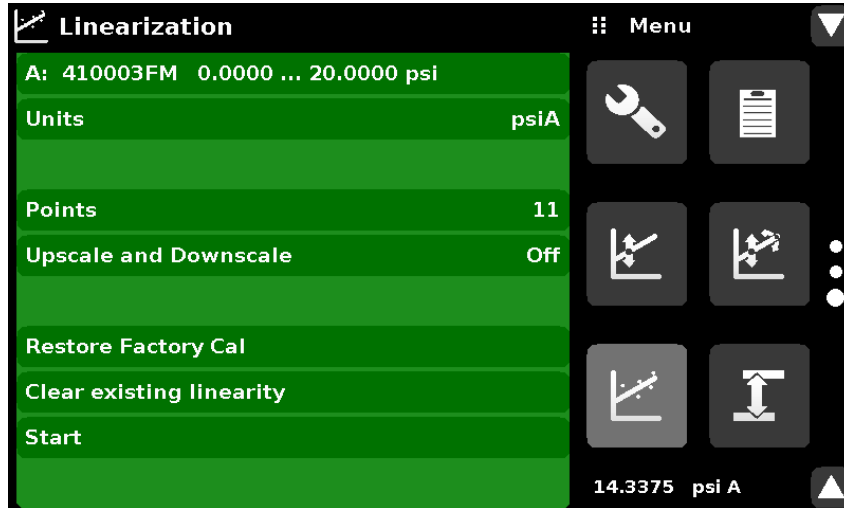 Linearization
Menu
A: 410003FM 0.0000 ... 20.0000 psi
Units psiA
Points 11
Upscale and Downscale Off
Restore Factory Cal
Clear existing linearity
Start
14.3375 psi A